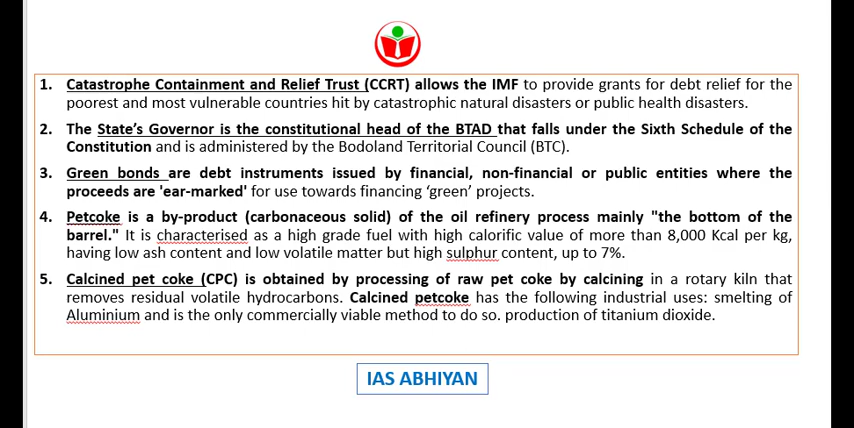 1. Catastrophe Containment and Relief Trust (CCRT) allows the IMF to provide grants for debt relief for the
poorest and most vulnerable countries hit by catastrophic natural disasters or public health disasters.
2. The State's Governor is the constitutional head of the BTAD that falls under the Sixth Schedule of the
Constitution and is administered by the Bodoland Territorial Council (BTC).
3. Green bonds are debt instruments issued by financial, non-financial or public entities where the
proceeds are 'ear-marked' for use towards financing ‘green’ projects.
4. Petcoke is a by-product (carbonaceous solid) of the oil refinery process mainly "the bottom of the
barrel." It is characterised as a high grade fuel with high calorific value of more than 8,000 Kcal per kg,
having low ash content and low volatile matter but high sulphur content, up to 7%.
5. Calcined pet coke (CPC) is obtained by processing of raw pet coke by calcining in a rotary kiln that
removes residual volatile hydrocarbons. Calcined petcoke has the following industrial uses: smelting of
Aluminium and is the only commercially viable method to do so. production of titanium dioxide.
IAS ABHIYAN